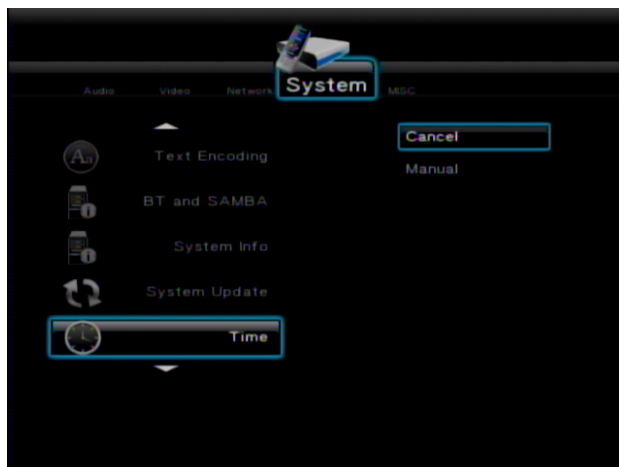 Audio Video Network System MISC
Text Encoding
BT and SAMBA
System Info
System Update
Time
Cancel
Manual